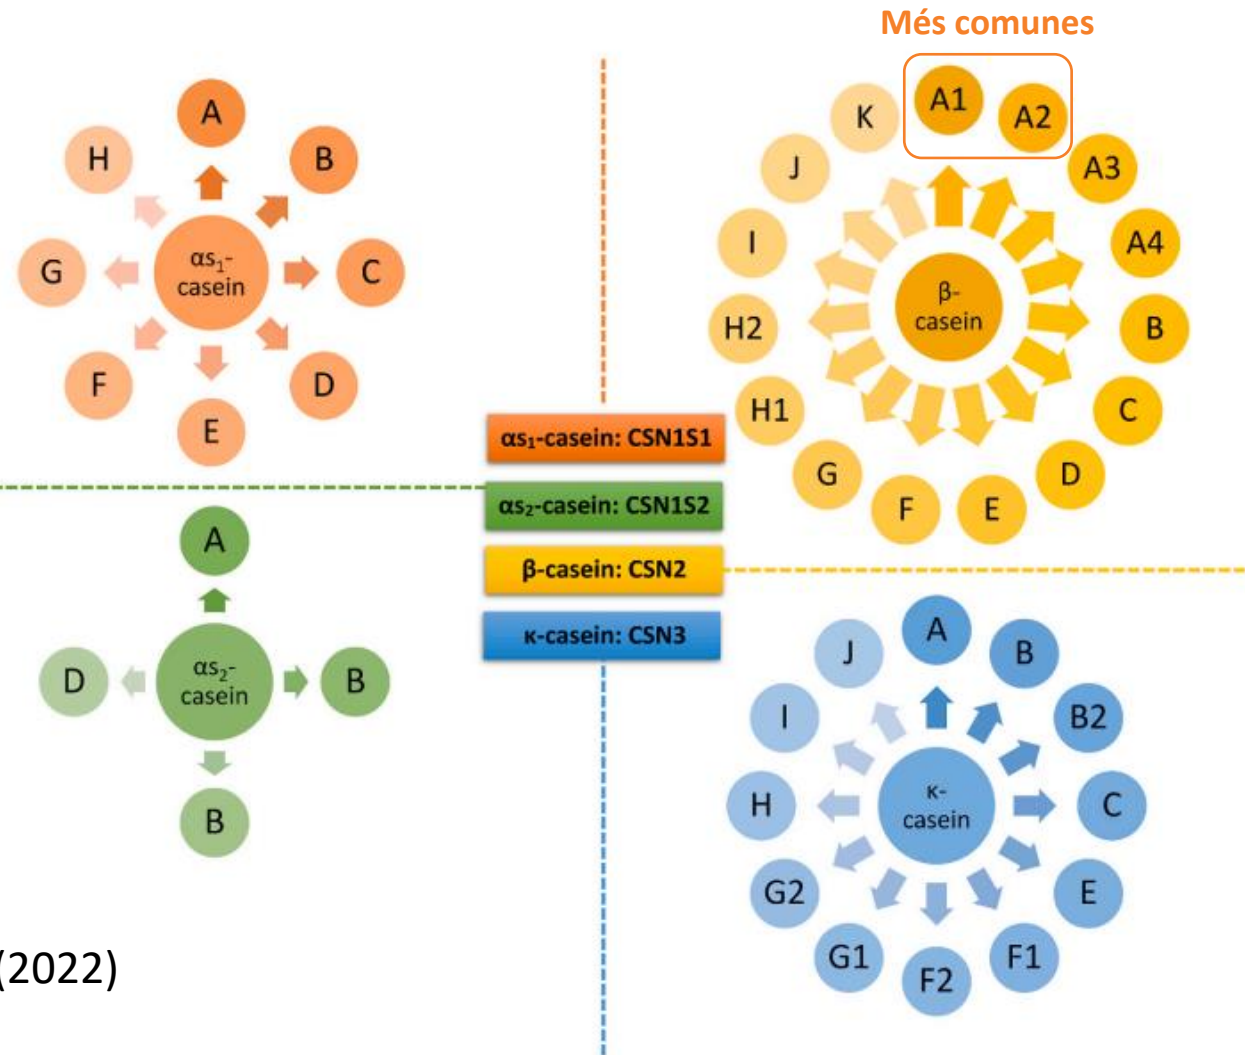 Més comunes
A
B
C
D
E
F
G
H
αs₁-
casein
A1
A2
A3
A4
B
C
D
E
F
G
H1
H2
I
J
K
β-
casein
αs₁-casein: CSN1S1
αs₂-casein: CSN1S2
β-casein: CSN2
κ-casein: CSN3
A
B
B
D
αs₂-
casein
A
B
B2
C
E
F1
F2
G1
G2
H
I
J
κ-
casein
(2022)